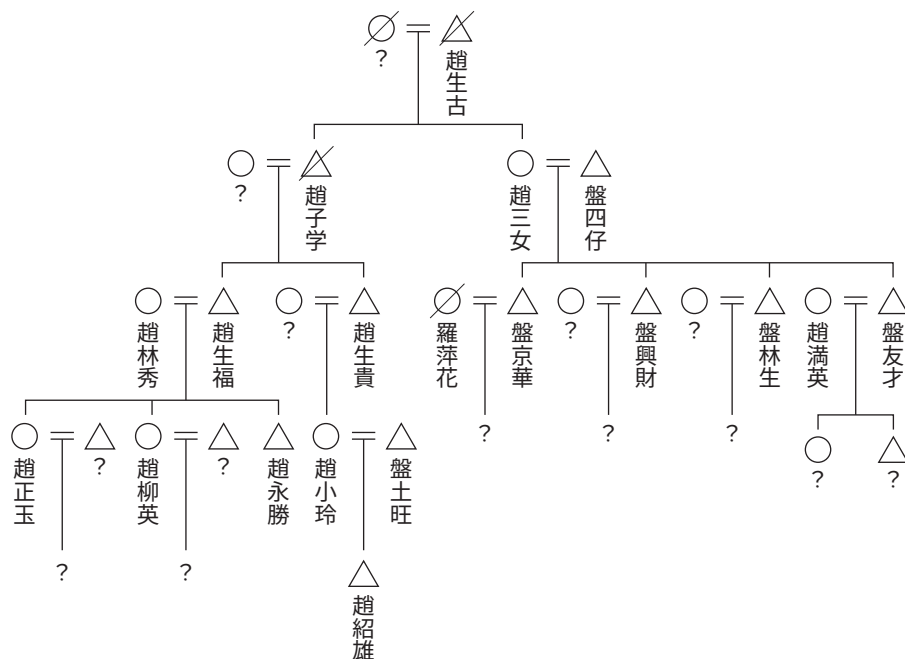 ?
趙生古
?
趙子学
趙三女
盤四仔
趙林秀
趙生福
?
趙生貴
羅萍花
盤京華
?
盤興財
?
盤林生
趙満英
盤友才
趙正玉
?
趙柳英
?
趙永勝
趙小玲
盤土旺
?
?
?
?
?
?
?
趙紹雄